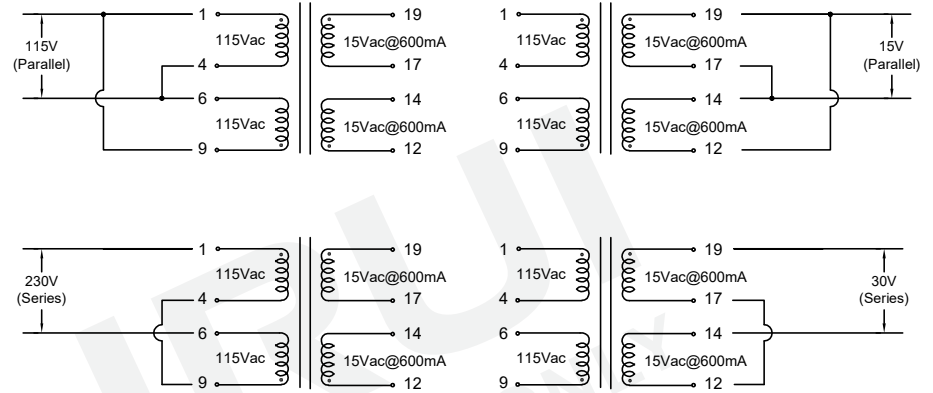 1 19 1 19
115V 115Vac 15Vac@600mA 115Vac 15Vac@600mA 15V
(Parallel) (Parallel)
4 17 4 17
6 14 6 14
115Vac 15Vac@600mA 115Vac 15Vac@600mA
9 12 9 12
1 19 1 19
230V 115Vac 15Vac@600mA 115Vac 15Vac@600mA 30V
(Series) (Series)
4 17 4 17
6 14 6 14
115Vac 15Vac@600mA 115Vac 15Vac@600mA
9 12 9 12